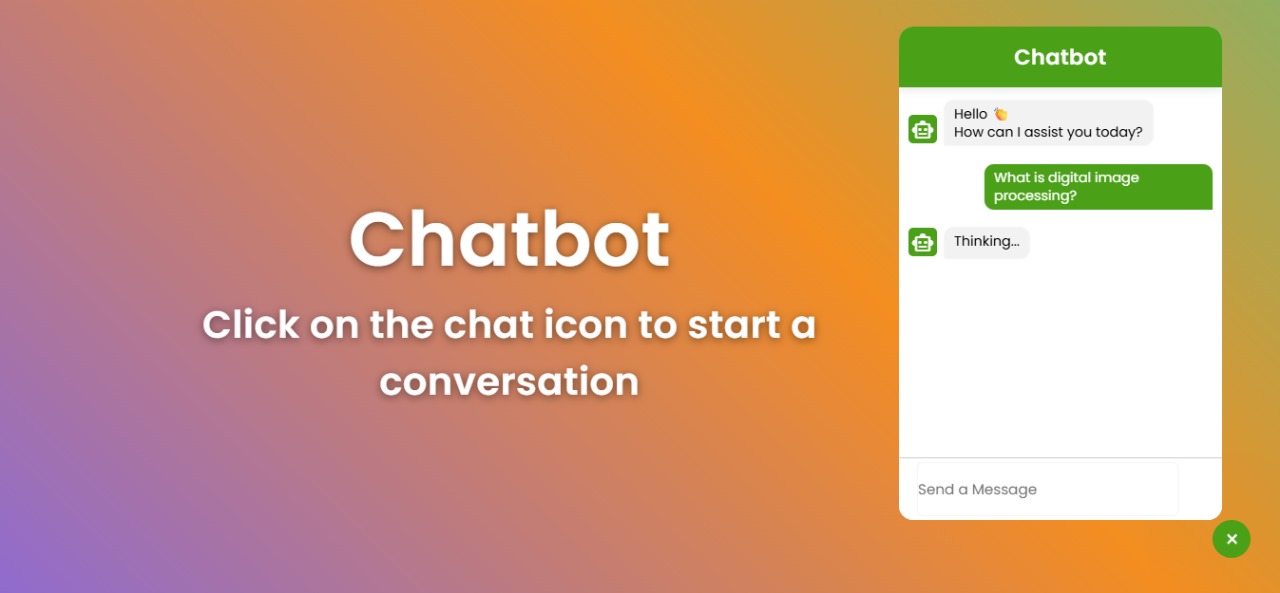 Chatbot
Click on the chat icon to start a
conversation
Chatbot
Hello 👏
How can I assist you today?
What is digital image
processing?
Thinking...
Send a Message